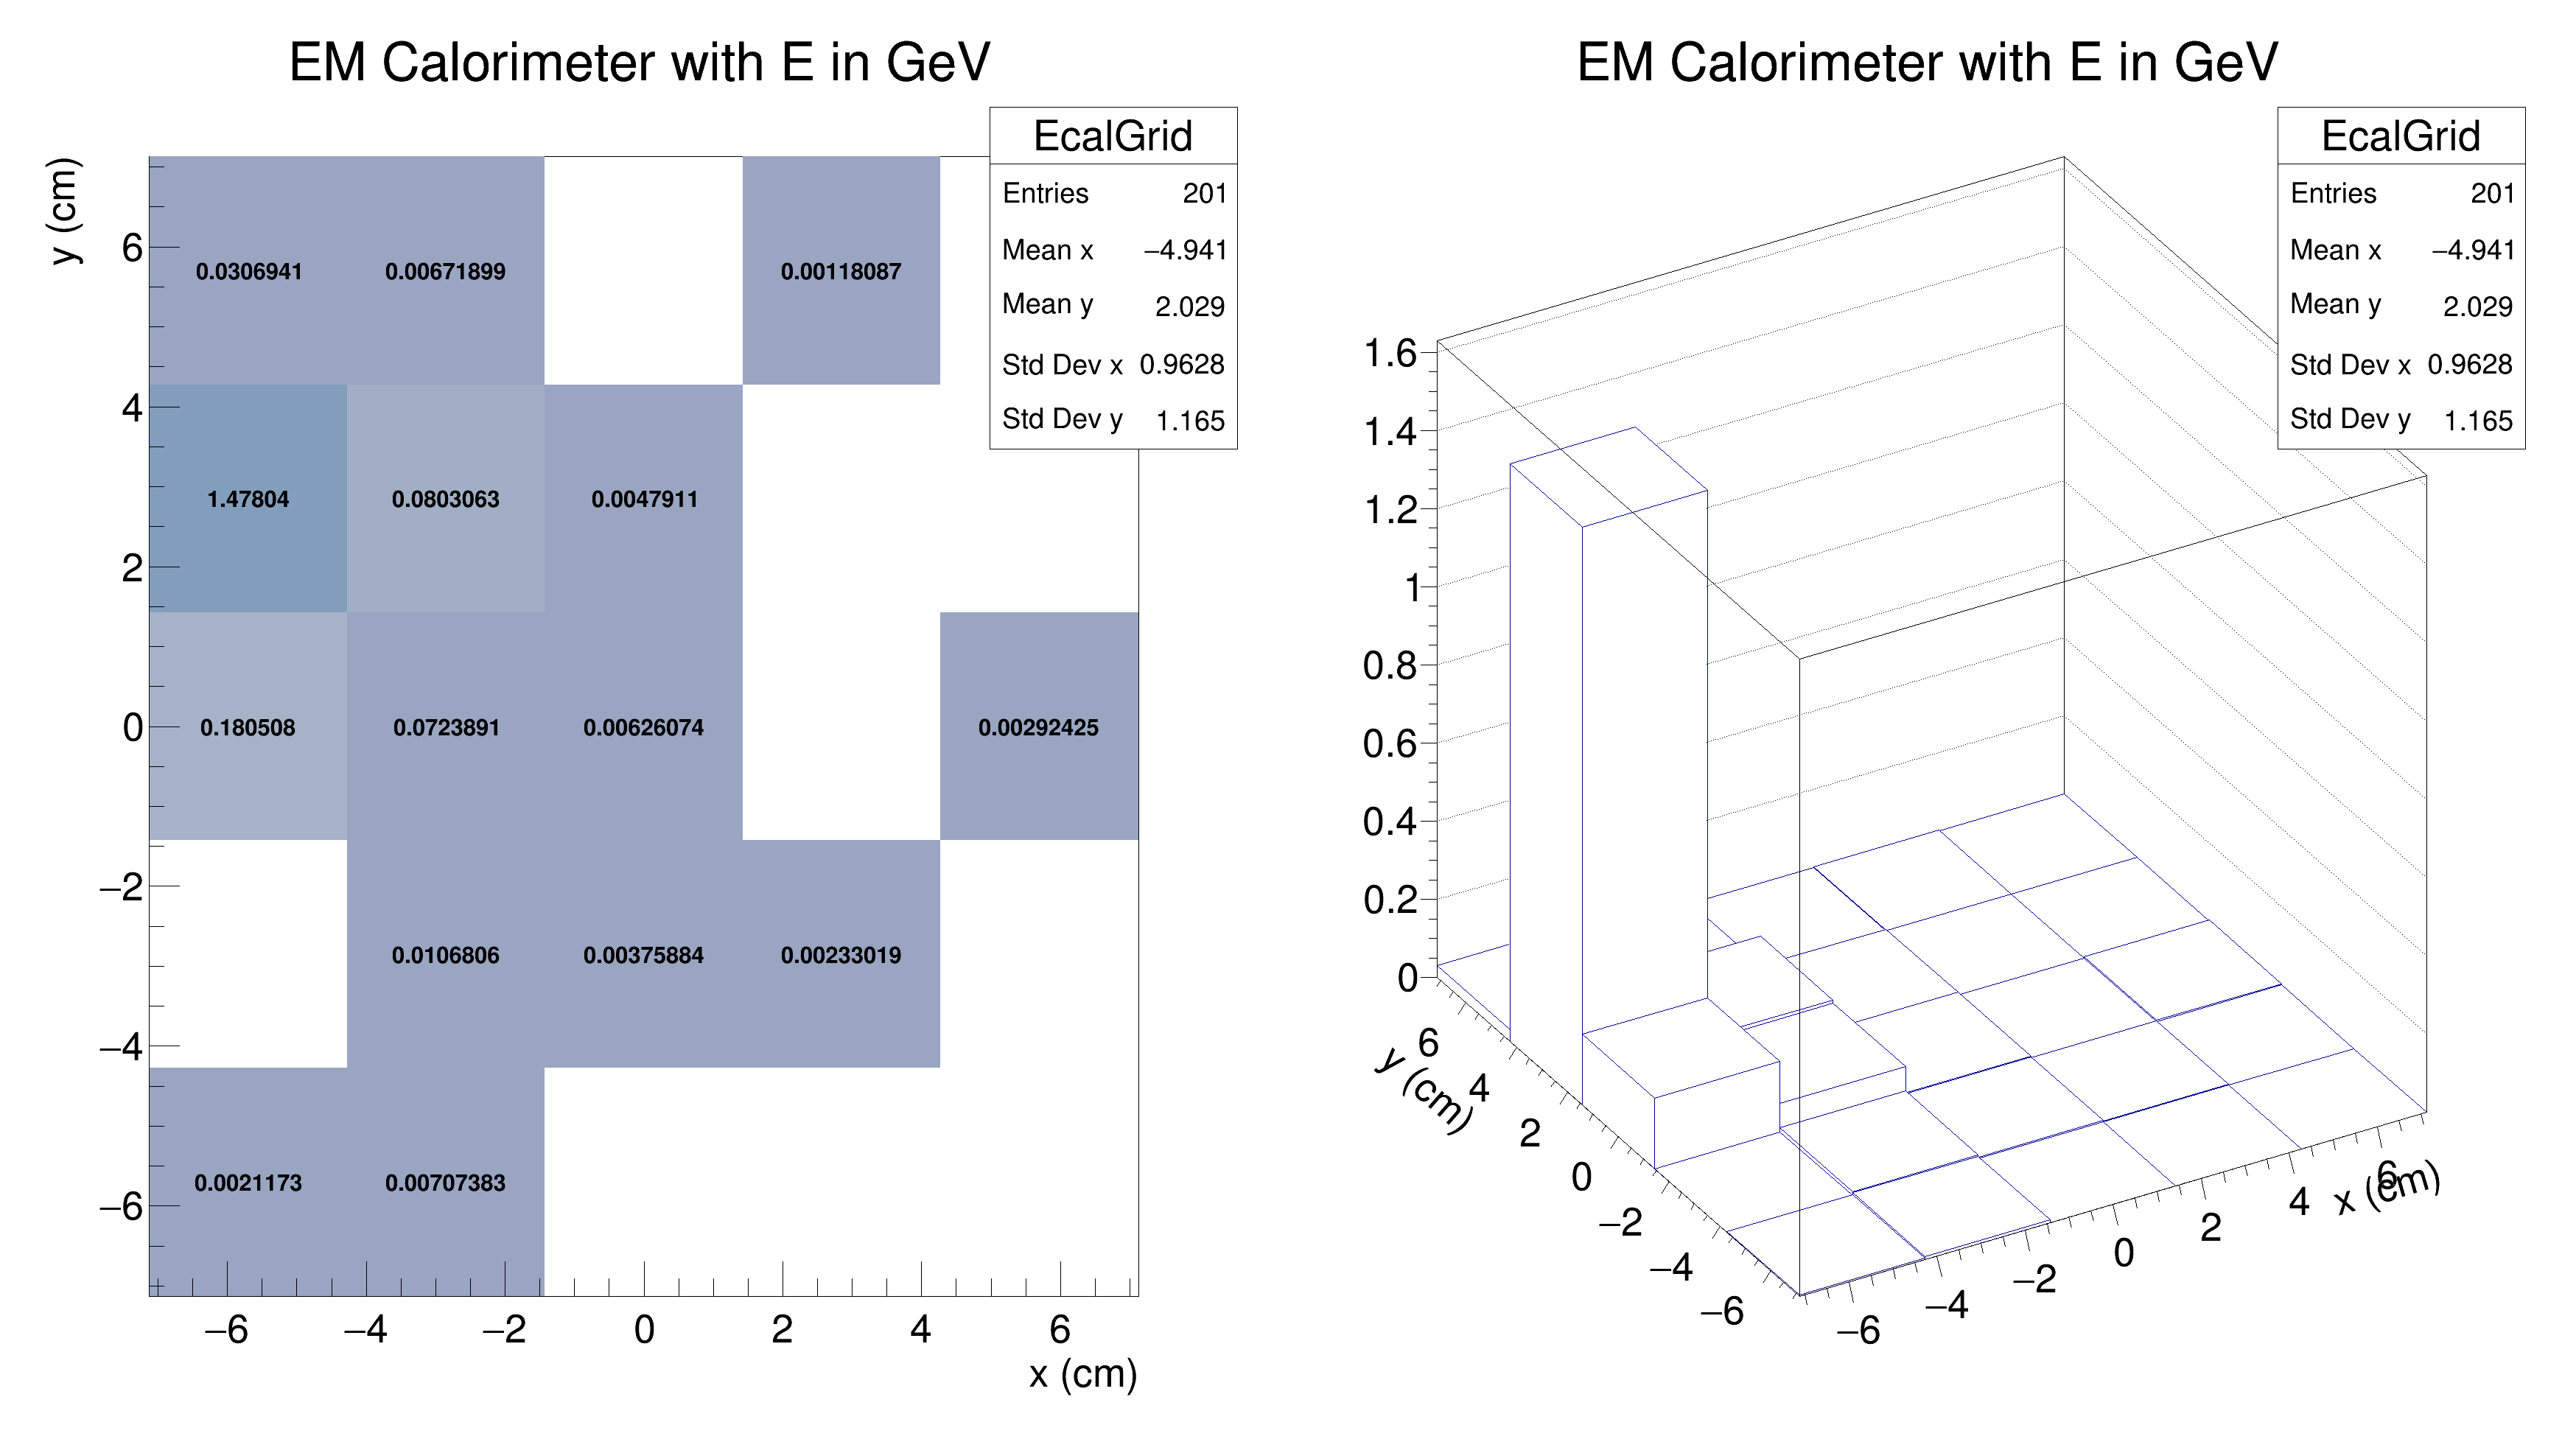 EM Calorimeter with E in GeV
EcalGrid
Entries 201
Mean x −4.941
Mean y 2.029
Std Dev x 0.9628
Std Dev y 1.165
y (cm)
6
4
2
0
−2
−4
−6
0.0306941 0.00671899 0.00118087
1.47804 0.0803063 0.0047911
0.180508 0.0723891 0.00626074 0.00292425
0.0106806 0.00375884 0.00233019
0.0021173 0.00707383
−6 −4 −2 0 2 4 6
x (cm)
EM Calorimeter with E in GeV
EcalGrid
Entries 201
Mean x −4.941
Mean y 2.029
Std Dev x 0.9628
Std Dev y 1.165
1.6
1.4
1.2
1
0.8
0.6
0.4
0.2
0
y (cm)
6
4
2
0
−2
−4
−6
−6
−4
−2
0
2
4
6
x (cm)